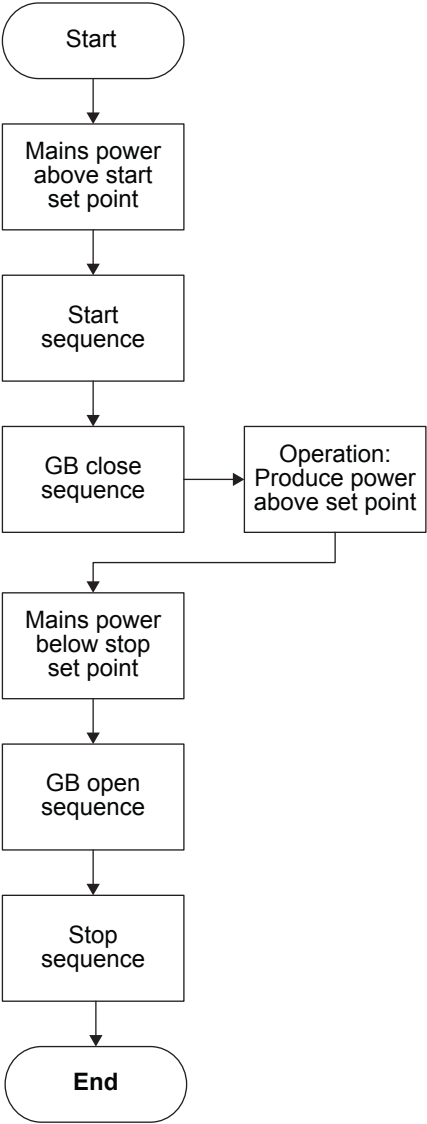 Start
Mains power
above start
set point
Start
sequence
GB close
sequence
Operation:
Produce power
above set point
Mains power
below stop
set point
GB open
sequence
Stop
sequence
End